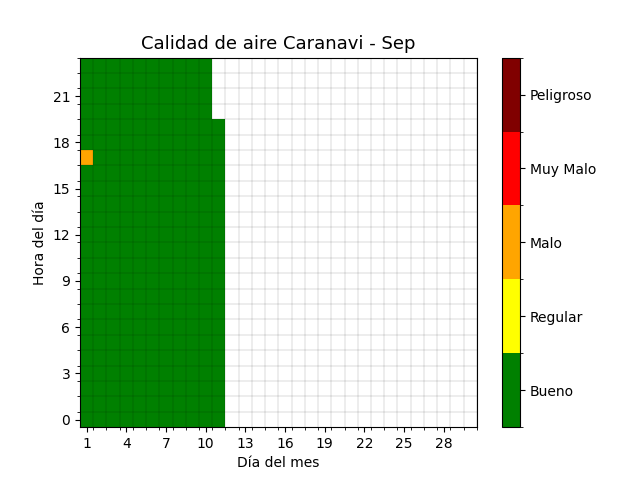 Calidad de aire Caranavi - Sep
Hora del día
21
18
15
12
9
6
3
0
1 4 7 10 13 16 19 22 25 28
Día del mes
Peligroso
Muy Malo
Malo
Regular
Bueno